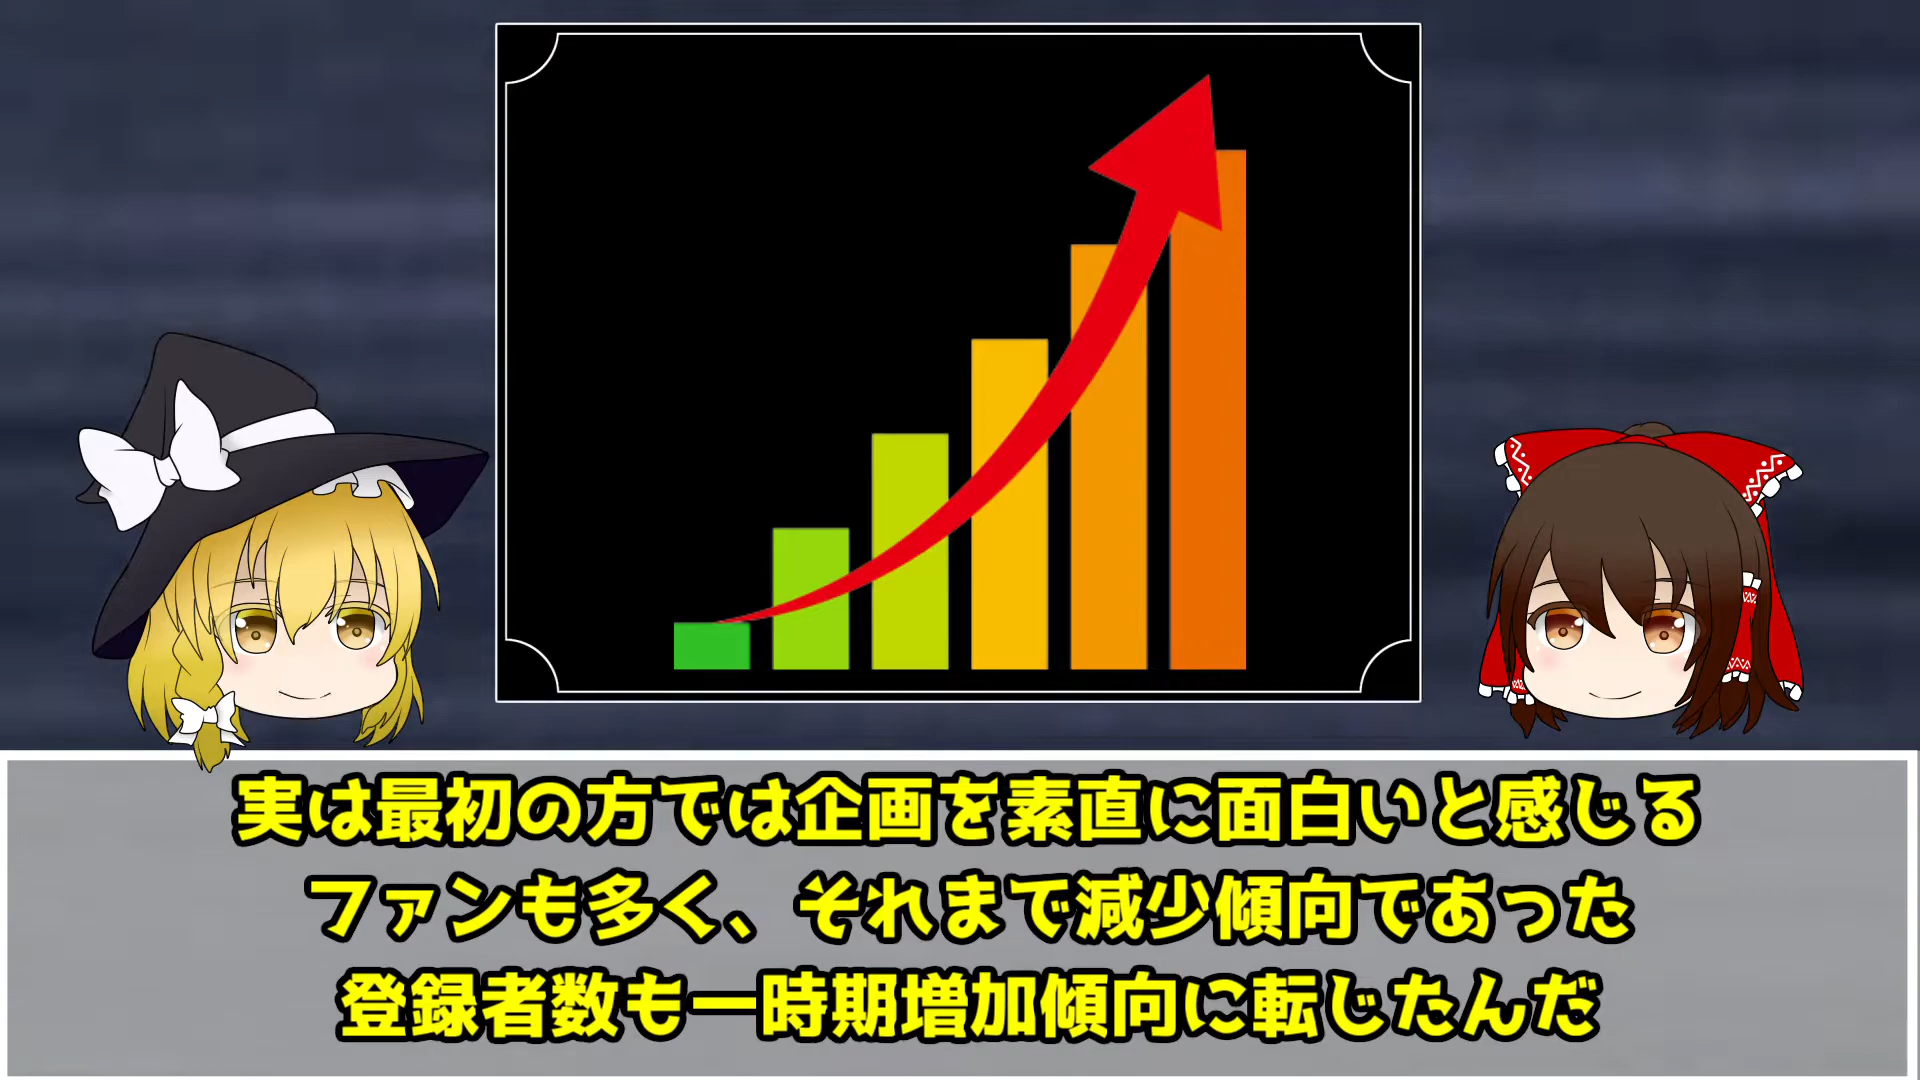 実は最初の方では企画を素直に面白いと感じる
ファンも多く、それまで減少傾向であった
登録者数も一時期増加傾向に転じたんだ